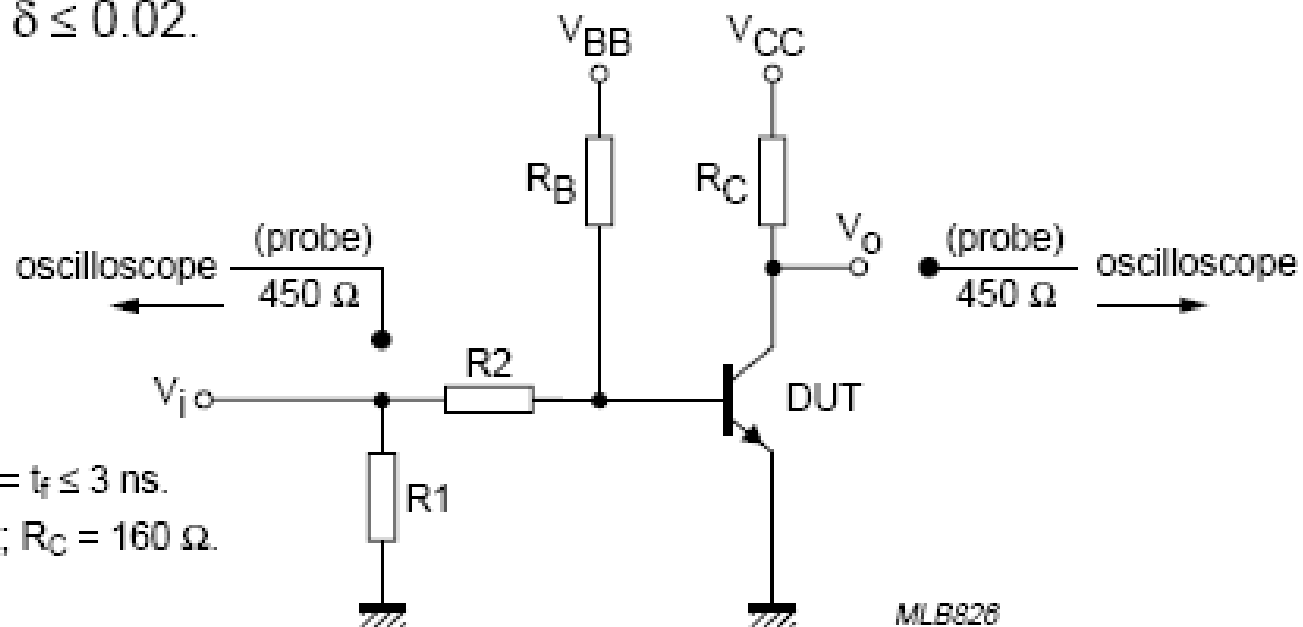 δ ≤ 0.02.
V_BB
V_CC
R_B
R_C
V_o
(probe)
oscilloscope
450 Ω
(probe)
oscilloscope
450 Ω
R2
V_i
DUT
= t_f ≤ 3 ns.
R1
; R_C = 160 Ω.
MLB826